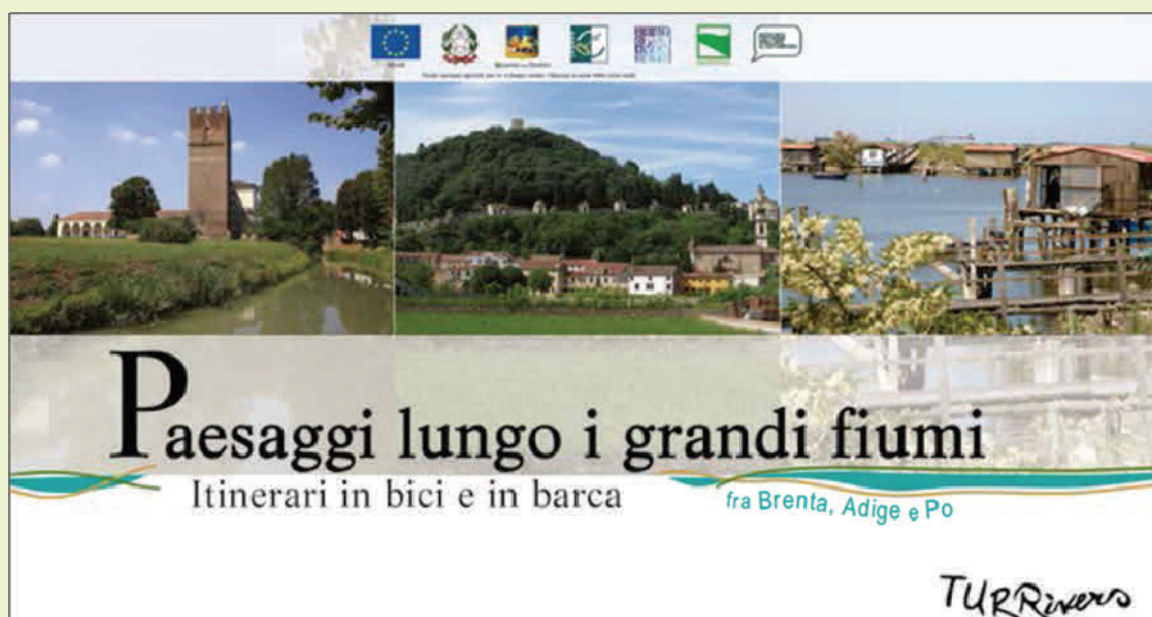 Paesaggi lungo i grandi fiumi
Itinerari in bici e in barca
fra Brenta, Adige e Po
TURRivers